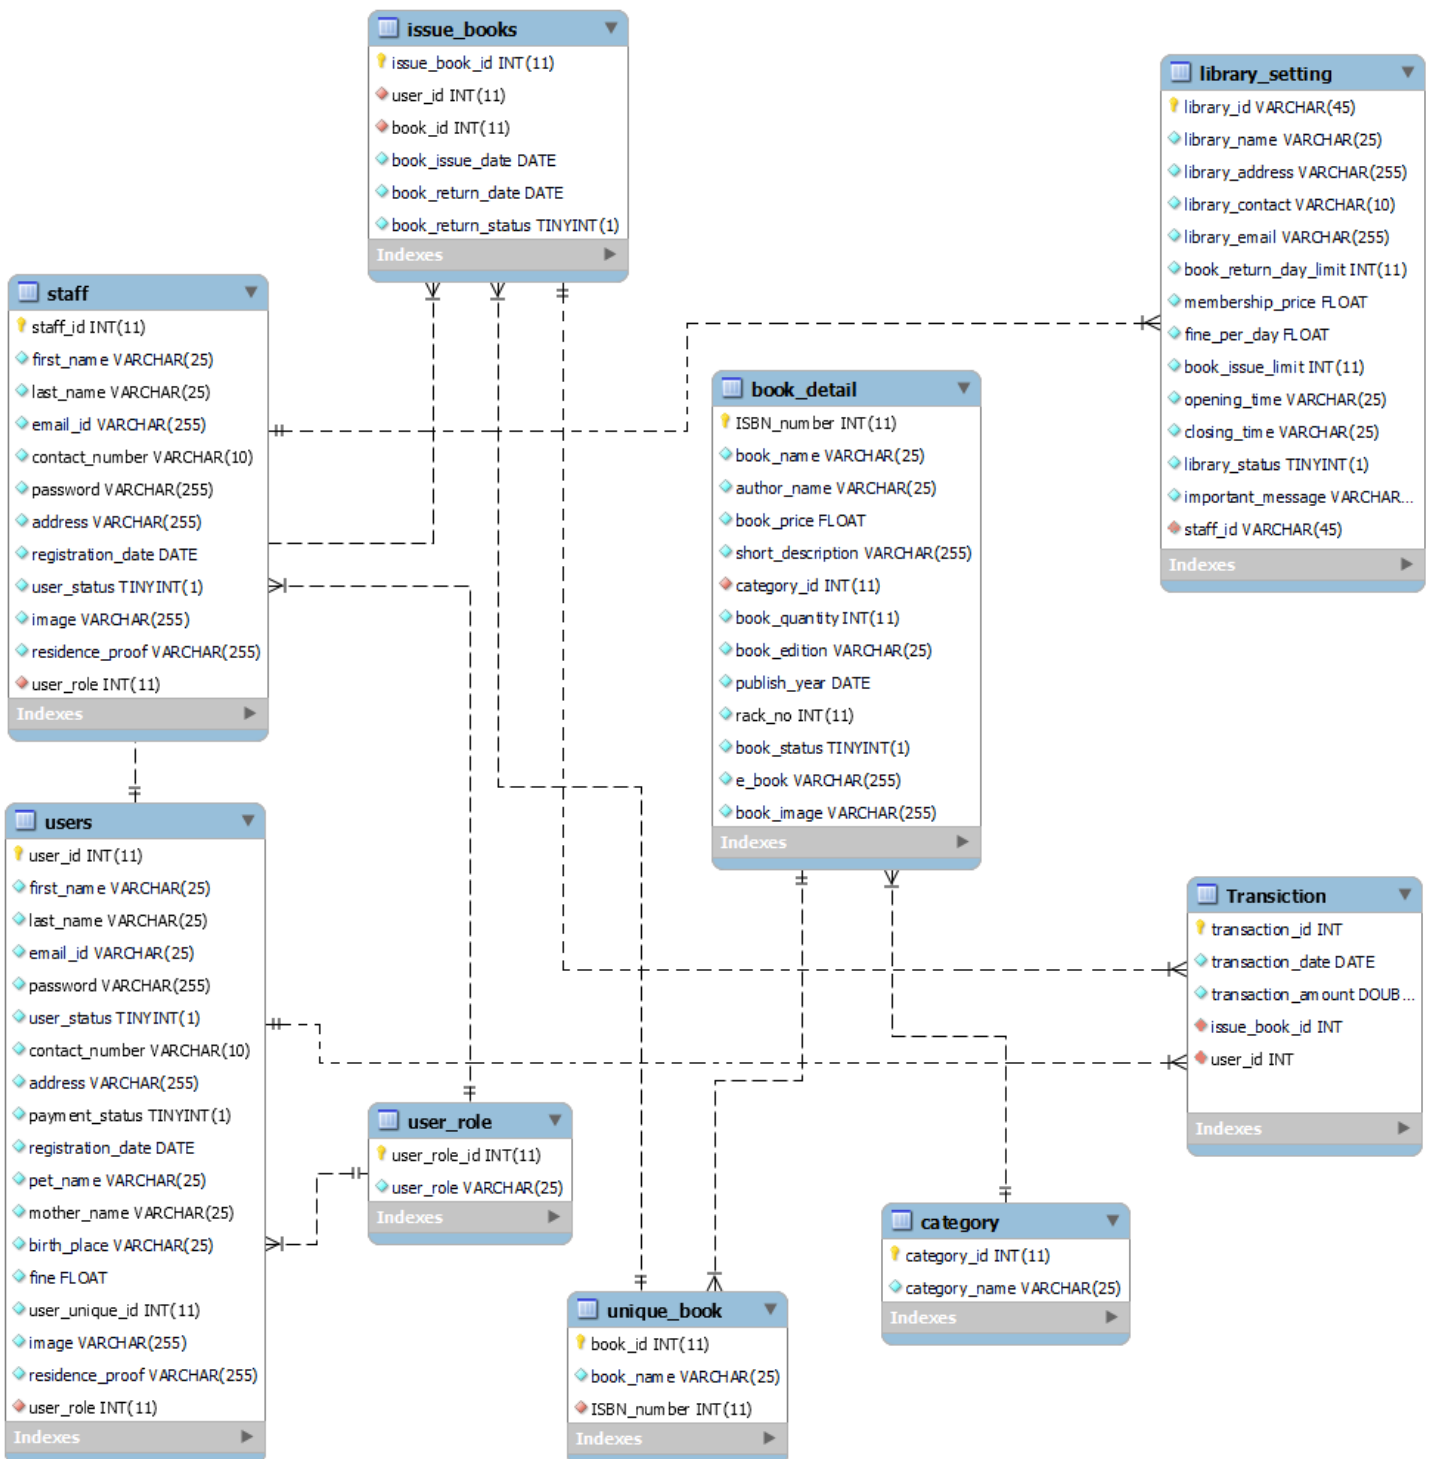 issue_books
issue_book_id INT(11)
user_id INT(11)
book_id INT(11)
book_issue_date DATE
book_return_date DATE
book_return_status TINYINT(1)
Indexes
library_setting
library_id VARCHAR(45)
library_name VARCHAR(25)
library_address VARCHAR(255)
library_contact VARCHAR(10)
library_email VARCHAR(255)
book_return_day_limit INT(11)
membership_price FLOAT
fine_per_day FLOAT
book_issue_limit INT(11)
opening_time VARCHAR(25)
closing_time VARCHAR(25)
library_status TINYINT(1)
important_message VARCHAR...
staff_id VARCHAR(45)
Indexes
staff
staff_id INT(11)
first_name VARCHAR(25)
last_name VARCHAR(25)
email_id VARCHAR(255)
contact_number VARCHAR(10)
password VARCHAR(255)
address VARCHAR(255)
registration_date DATE
user_status TINYINT(1)
image VARCHAR(255)
residence_proof VARCHAR(255)
user_role INT(11)
Indexes
book_detail
ISBN_number INT(11)
book_name VARCHAR(25)
author_name VARCHAR(25)
book_price FLOAT
short_description VARCHAR(255)
category_id INT(11)
book_quantity INT(11)
book_edition VARCHAR(25)
publish_year DATE
rack_no INT(11)
book_status TINYINT(1)
e_book VARCHAR(255)
book_image VARCHAR(255)
Indexes
users
user_id INT(11)
first_name VARCHAR(25)
last_name VARCHAR(25)
email_id VARCHAR(25)
password VARCHAR(255)
user_status TINYINT(1)
contact_number VARCHAR(10)
address VARCHAR(255)
payment_status TINYINT(1)
registration_date DATE
pet_name VARCHAR(25)
mother_name VARCHAR(25)
birth_place VARCHAR(25)
fine FLOAT
user_unique_id INT(11)
image VARCHAR(255)
residence_proof VARCHAR(255)
user_role INT(11)
Indexes
Transiction
transaction_id INT
transaction_date DATE
transaction_amount DOUB...
issue_book_id INT
user_id INT
Indexes
user_role
user_role_id INT(11)
user_role VARCHAR(25)
Indexes
category
category_id INT(11)
category_name VARCHAR(25)
Indexes
unique_book
book_id INT(11)
book_name VARCHAR(25)
ISBN_number INT(11)
Indexes